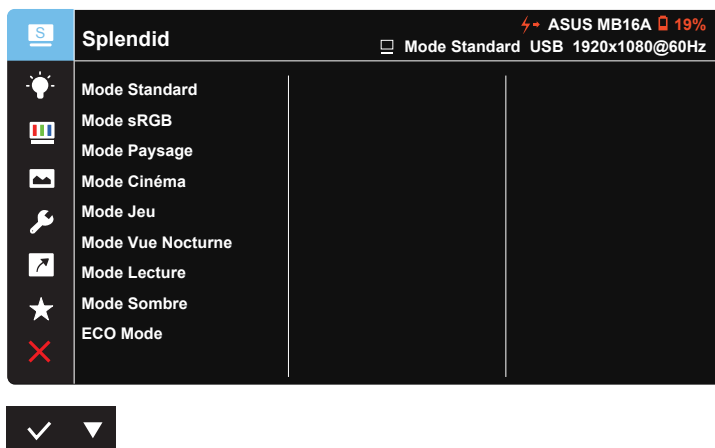 S
Splendid
ASUS MB16A 19%
Mode Standard USB 1920x1080@60Hz
Mode Standard
Mode sRGB
Mode Paysage
Mode Cinéma
Mode Jeu
Mode Vue Nocturne
Mode Lecture
Mode Sombre
ECO Mode